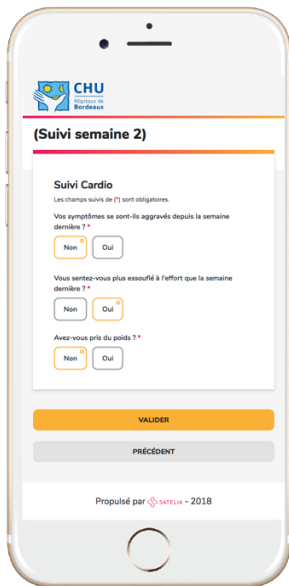 CHU
Hôpitaux de
Bordeaux
(Suivi semaine 2)
Suivi Cardio
Les champs suivis de (*) sont obligatoires.
Vos symptômes se sont-ils aggravés depuis la semaine
dernière ? *
Non Oui
Vous sentez-vous plus essouflé à l'effort que la semaine
dernière ? *
Non Oui
Avez-vous pris du poids ? *
Non Oui
VALIDER
PRÉCÉDENT
Propulsé par SATELIA - 2018